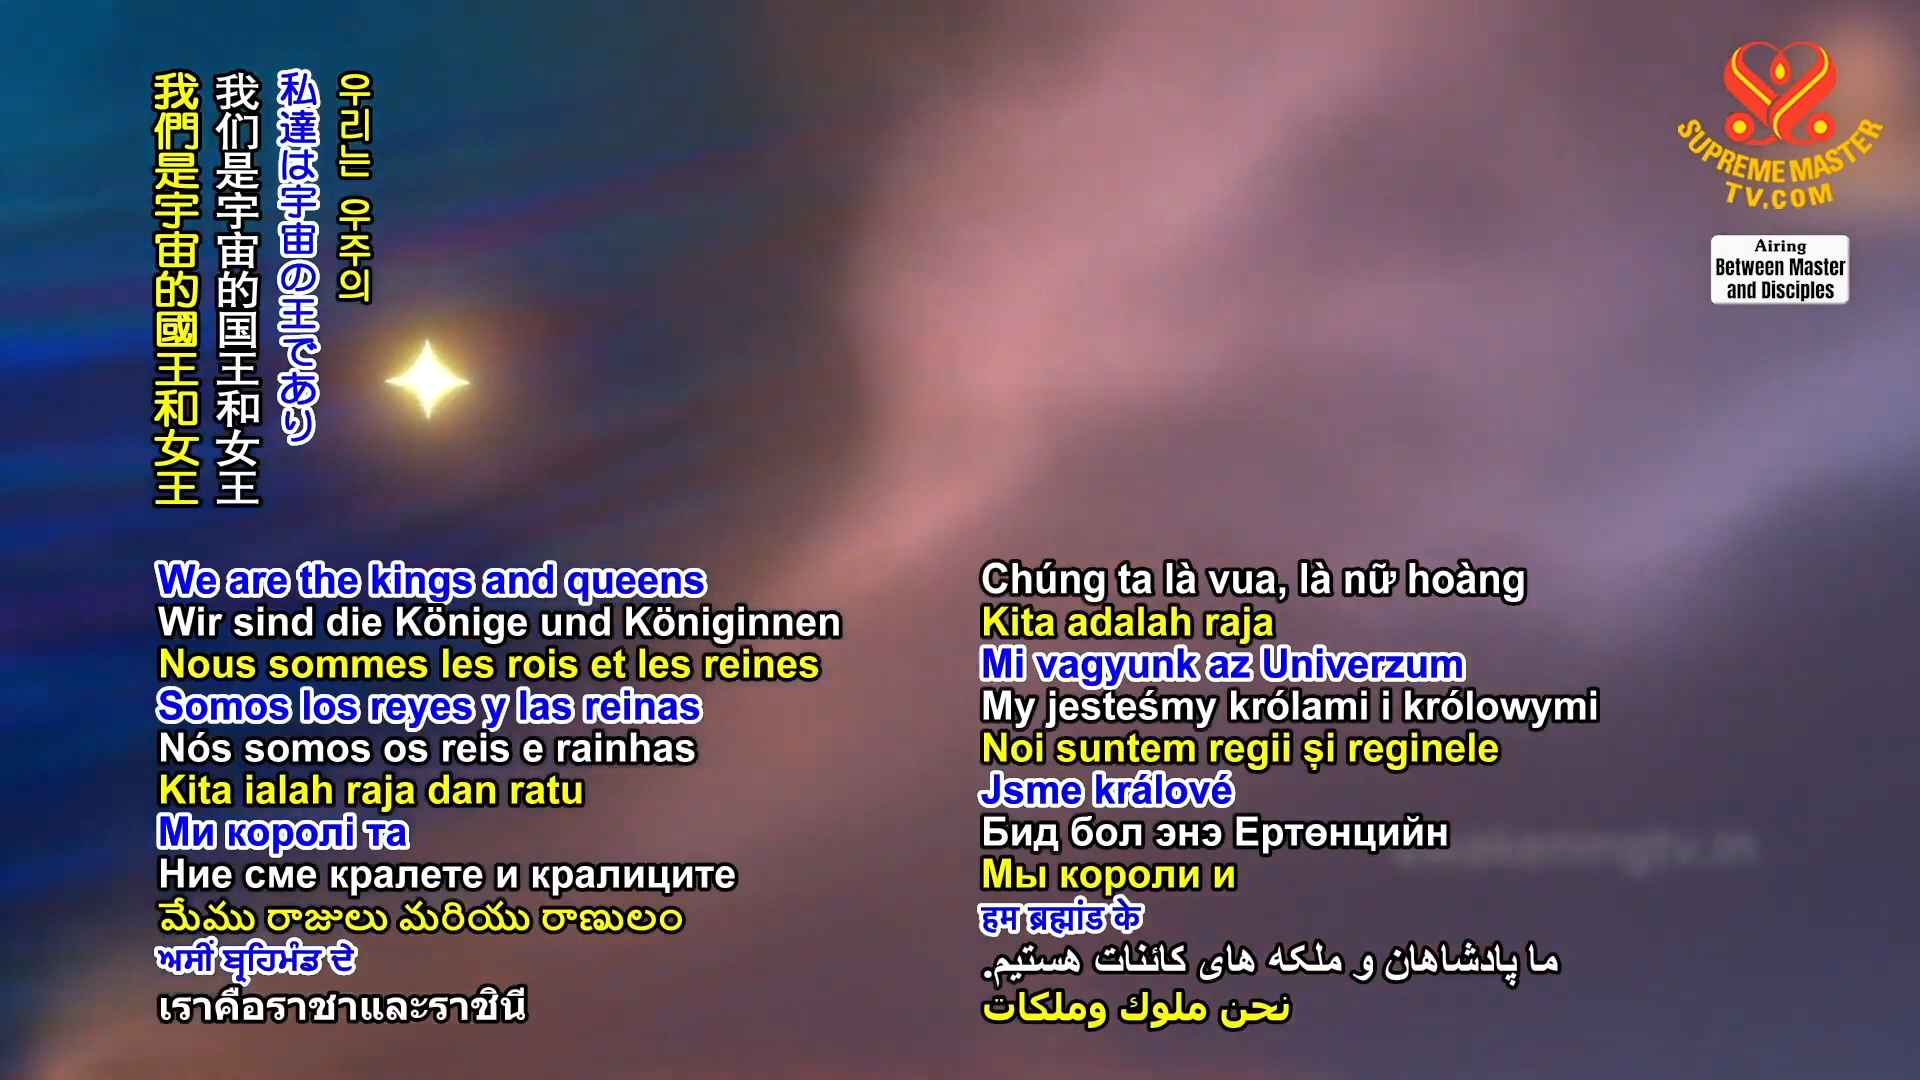 我們是宇宙的國王和女王
我们是宇宙的国王和女王
私達は宇宙の王であり
우리는 우주의
SUPREME MASTER
TV.COM
Airing
Between Master
and Disciples
We are the kings and queens
Wir sind die Könige und Königinnen
Nous sommes les rois et les reines
Somos los reyes y las reinas
Nós somos os reis e rainhas
Kita ialah raja dan ratu
Ми королі та
Ние сме кралете и кралиците
మేము రాజులు మరియు రాణులం
ਅਸੀਂ ਬ੍ਰਹਿਮੰਡ ਦੇ
เราคือราชาและราชินี
Chúng ta là vua, là nữ hoàng
Kita adalah raja
Mi vagyunk az Univerzum
My jesteśmy królami i królowymi
Noi suntem regii și reginele
Jsme králové
Бид бол энэ Ертөнцийн
Мы короли и
हम ब्रह्मांड के
ما پادشاهان و ملکه های کائنات هستیم.
نحن ملوك وملكات